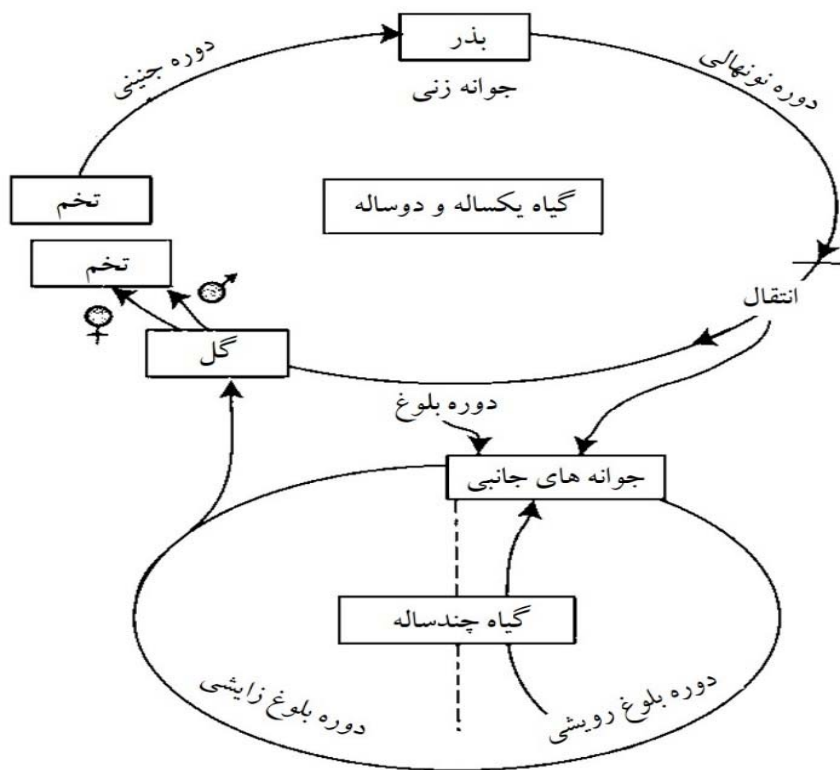 بذر
جوانه زنی
دوره جنینی
دوره نونهالی
تخم
گیاه یکساله و دوساله
تخم
انتقال
گل
دوره بلوغ
جوانه های جانبی
گیاه چندساله
دوره بلوغ زایشی
دوره بلوغ رویشی